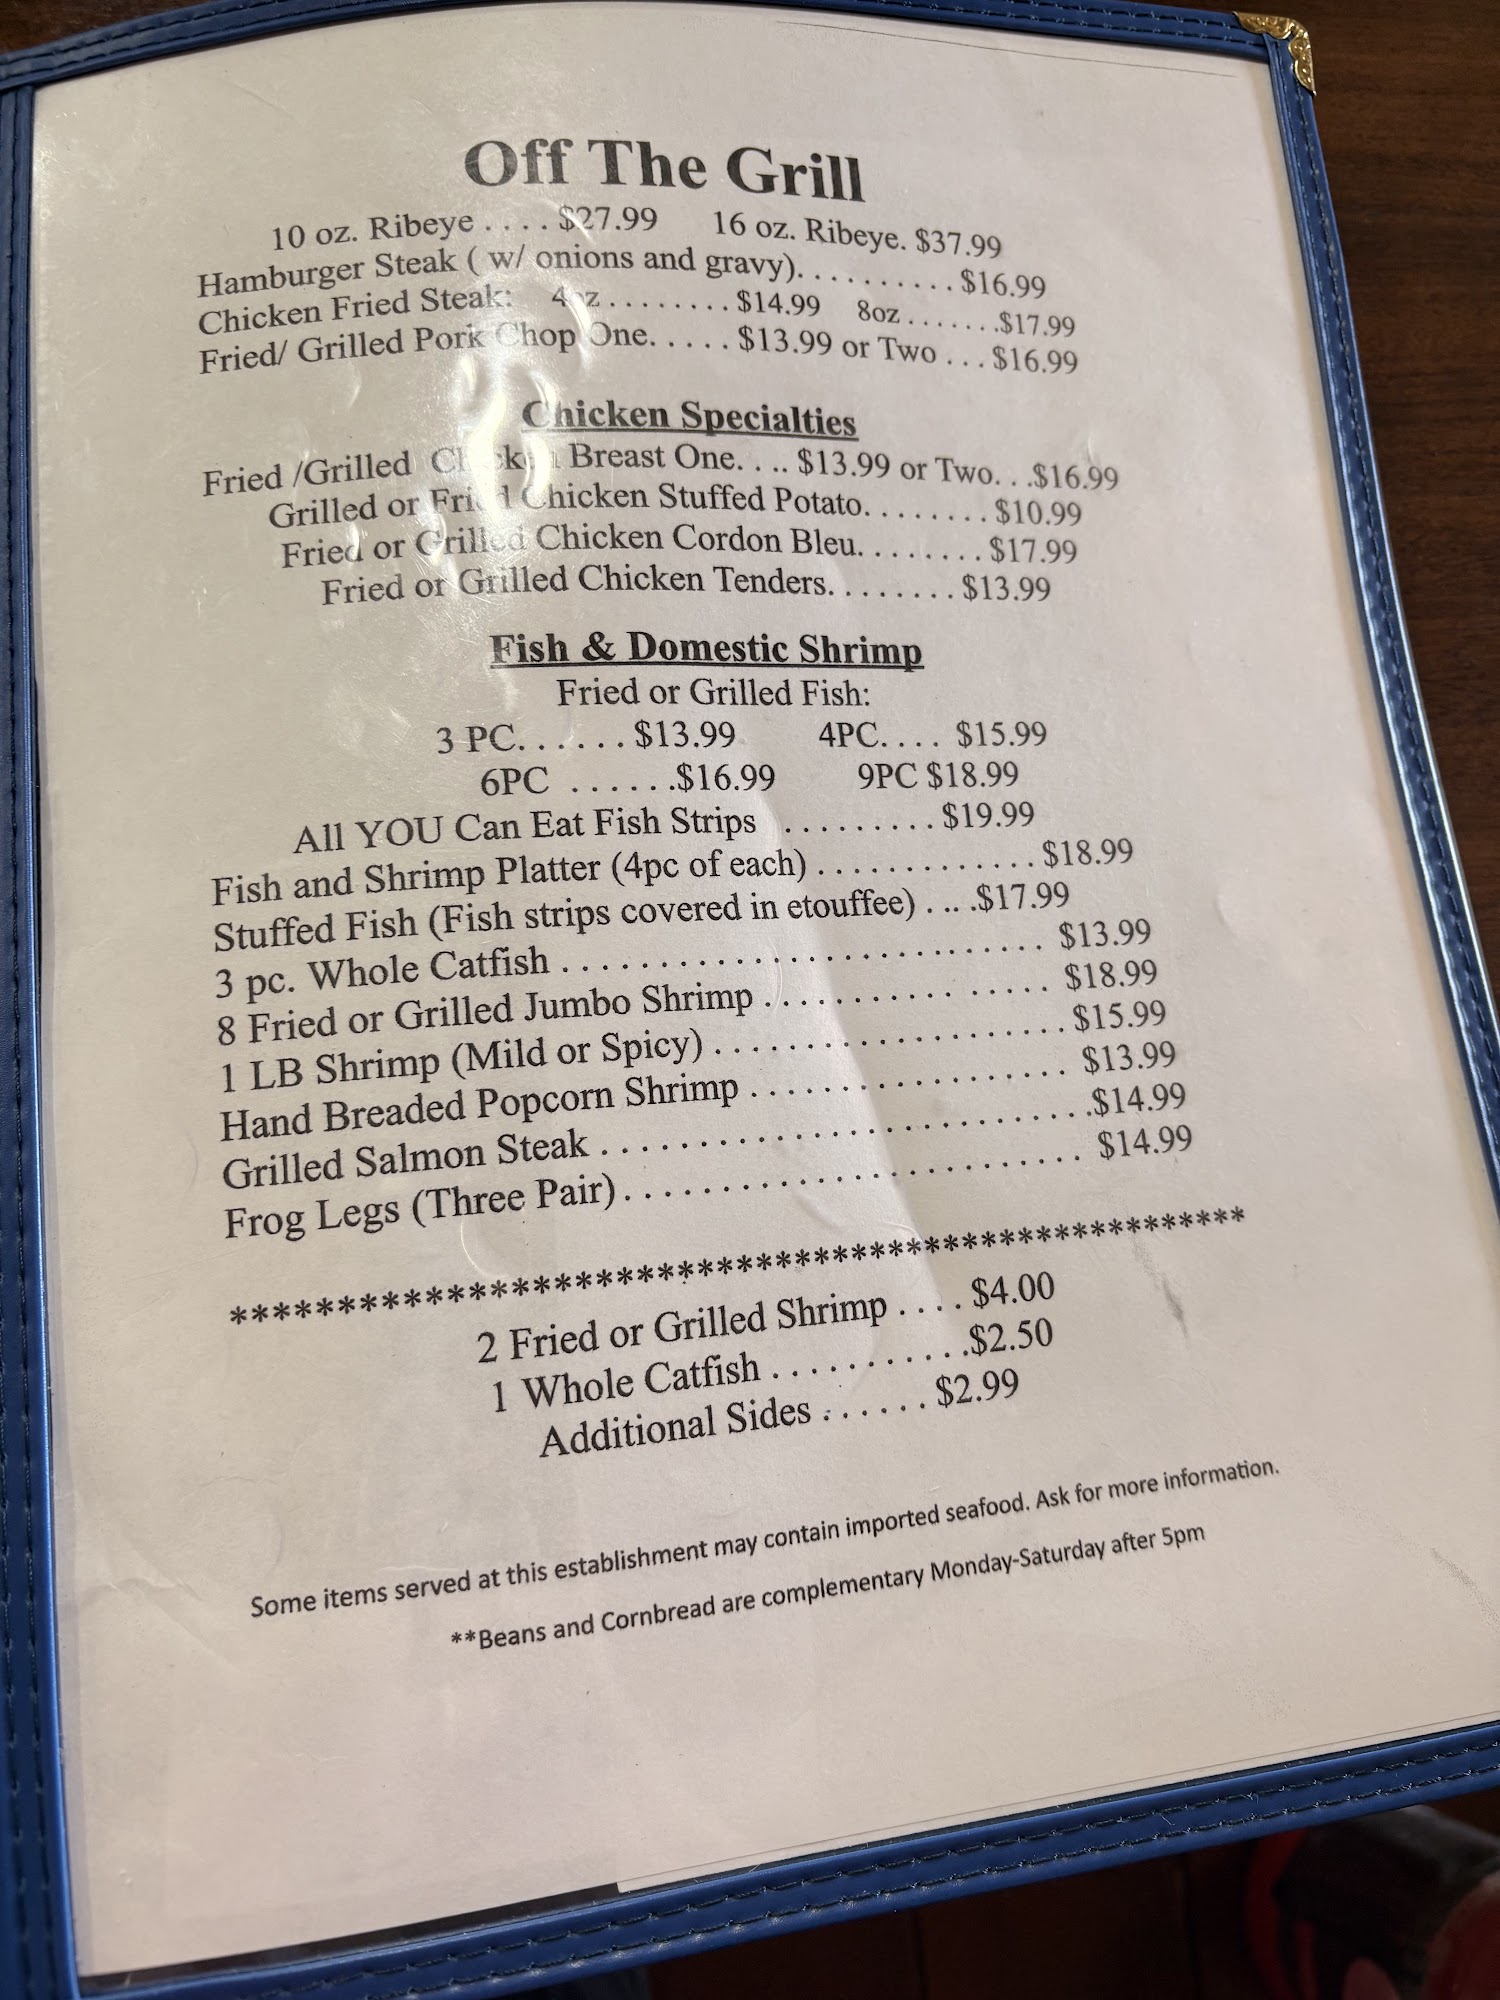 Off The Grill
10 oz. Ribeye . . . . $27.99 16 oz. Ribeye. $37.99
Hamburger Steak ( w/ onions and gravy). . . . . . . . . . $16.99
Chicken Fried Steak: 4oz . . . . . . . . $14.99 8oz . . . . . . .$17.99
Fried/ Grilled Pork Chop One. . . . . . $13.99 or Two . . . $16.99
Chicken Specialties
Fried /Grilled Chicken Breast One. . .. $13.99 or Two. . .$16.99
Grilled or Fried Chicken Stuffed Potato. . . . . . . . $10.99
Fried or Grilled Chicken Cordon Bleu. . . . . . . . $17.99
Fried or Grilled Chicken Tenders. . . . . . . . $13.99
Fish & Domestic Shrimp
Fried or Grilled Fish:
3 PC. . . . . . $13.99 4PC. . . . $15.99
6PC . . . . . .$16.99 9PC $18.99
All YOU Can Eat Fish Strips . . . . . . . . . $19.99
Fish and Shrimp Platter (4pc of each) . . . . . . . . . . . . . $18.99
Stuffed Fish (Fish strips covered in etouffee) . . .. .$17.99
3 pc. Whole Catfish . . . . . . . . . . . . . . . . . . . . . . . . . $13.99
8 Fried or Grilled Jumbo Shrimp . . . . . . . . . . . . . . . . $18.99
1 LB Shrimp (Mild or Spicy) . . . . . . . . . . . . . . . . . . . $15.99
Hand Breaded Popcorn Shrimp . . . . . . . . . . . . . . . . . $13.99
Grilled Salmon Steak . . . . . . . . . . . . . . . . . . . . . . . . . .$14.99
Frog Legs (Three Pair) . . . . . . . . . . . . . . . . . . . . . . . . $14.99
*********************************************
2 Fried or Grilled Shrimp . . . . $4.00
1 Whole Catfish . . . . . . . . . . .$2.50
Additional Sides . . . . . . $2.99
Some items served at this establishment may contain imported seafood. Ask for more information.
**Beans and Cornbread are complementary Monday-Saturday after 5pm